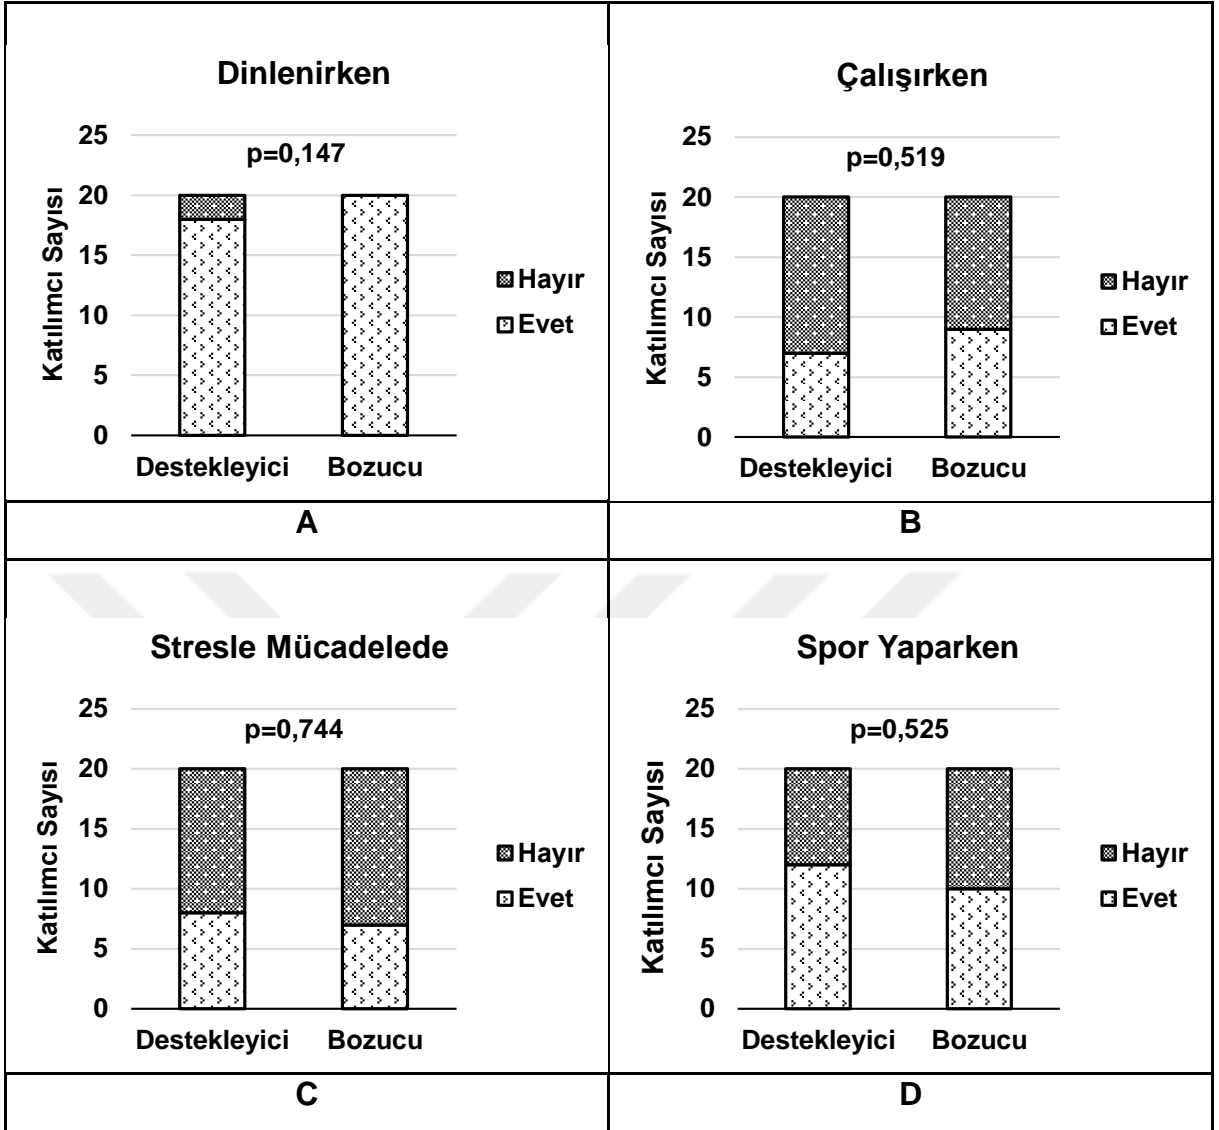 Dinlenirken
25
20
15
10
5
0
Katılımcı Sayısı
p=0,147
Hayır
Evet
Destekleyici Bozucu
A
Çalışırken
25
20
15
10
5
0
Katılımcı Sayısı
p=0,519
Hayır
Evet
Destekleyici Bozucu
B
Stresle Mücadelede
25
20
15
10
5
0
Katılımcı Sayısı
p=0,744
Hayır
Evet
Destekleyici Bozucu
C
Spor Yaparken
25
20
15
10
5
0
Katılımcı Sayısı
p=0,525
Hayır
Evet
Destekleyici Bozucu
D